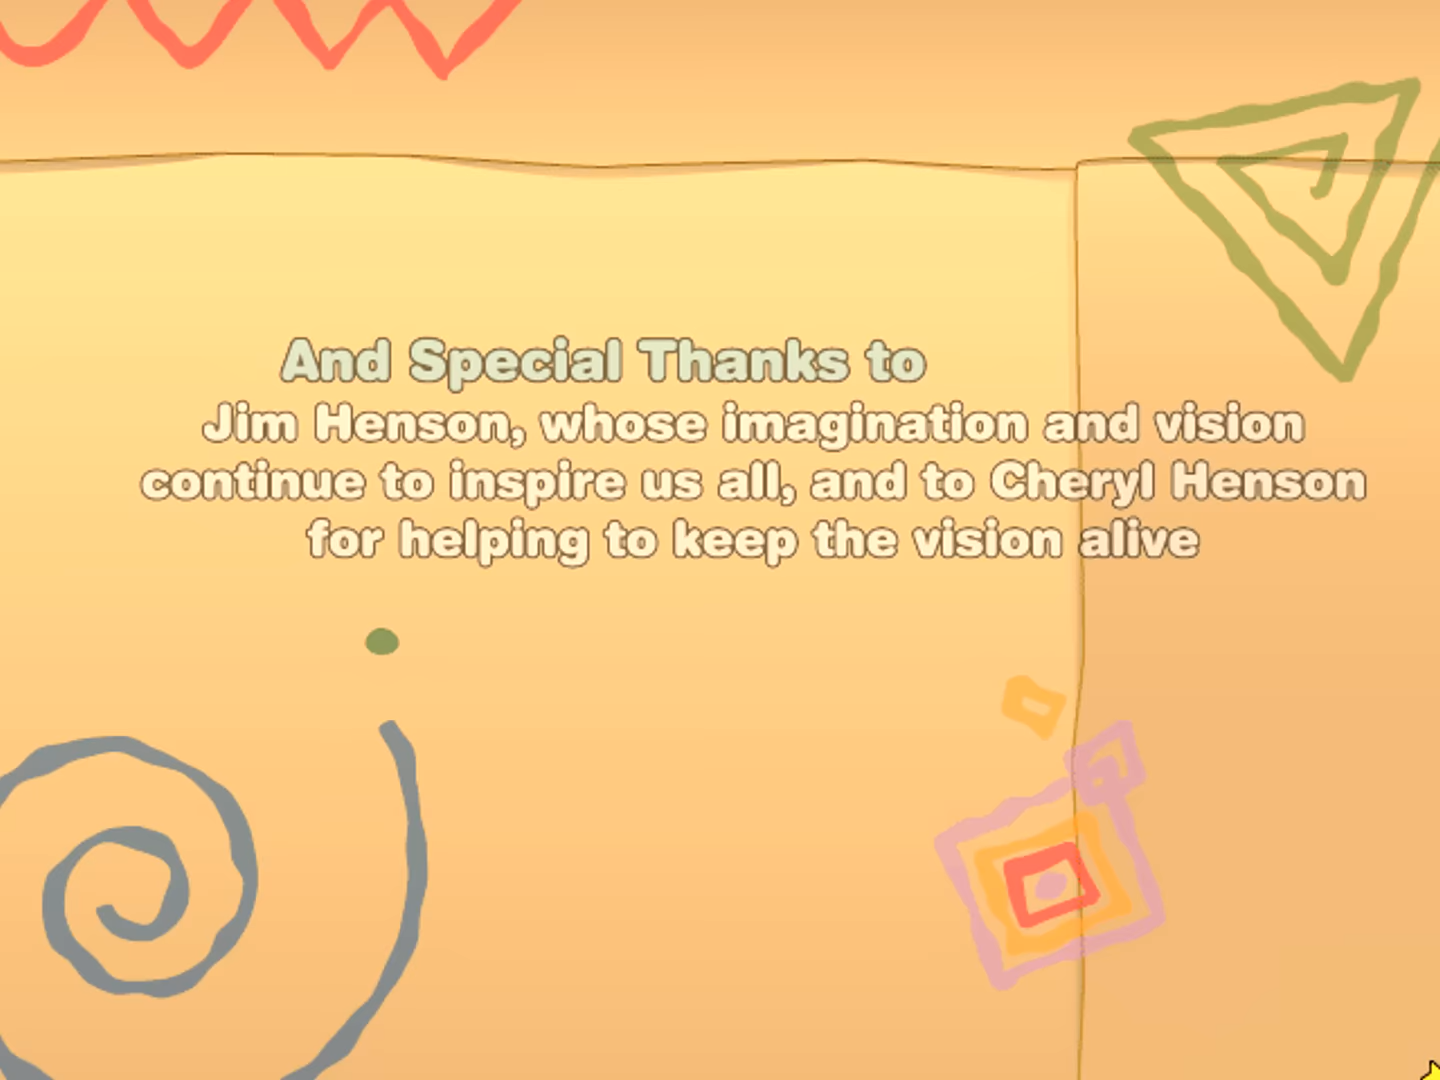 And Special Thanks to
Jim Henson, whose imagination and vision
continue to inspire us all, and to Cheryl Henson
for helping to keep the vision alive